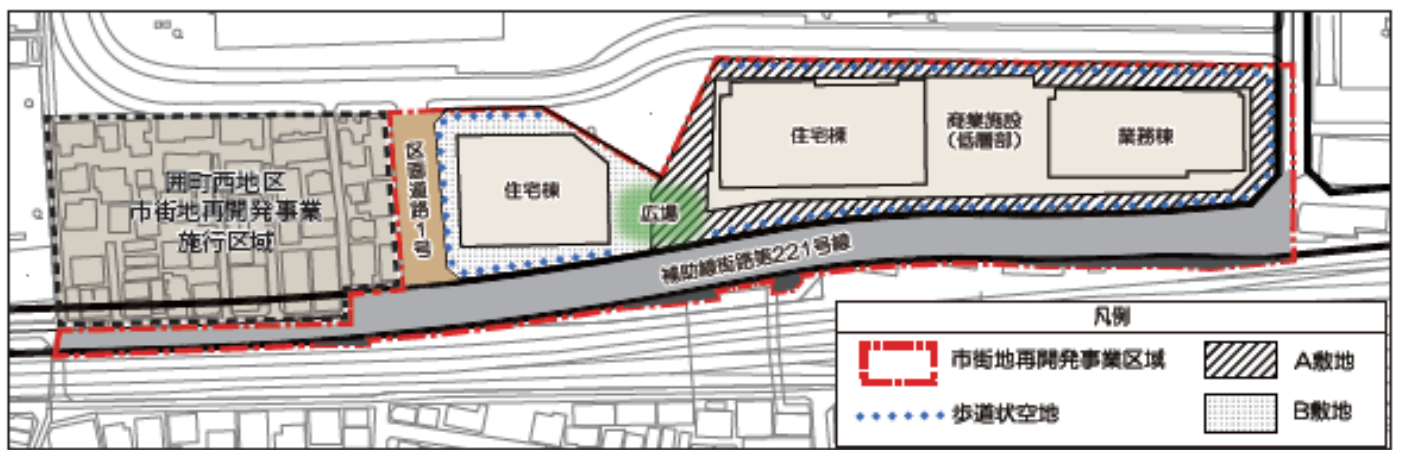 囲町西地区
市街地再開発事業
施行区域
区画道路1号
住宅棟
広場
住宅棟
商業施設
(低層部)
業務棟
補助線街路第221号線
凡例
市街地再開発事業区域
歩道状空地
A敷地
B敷地